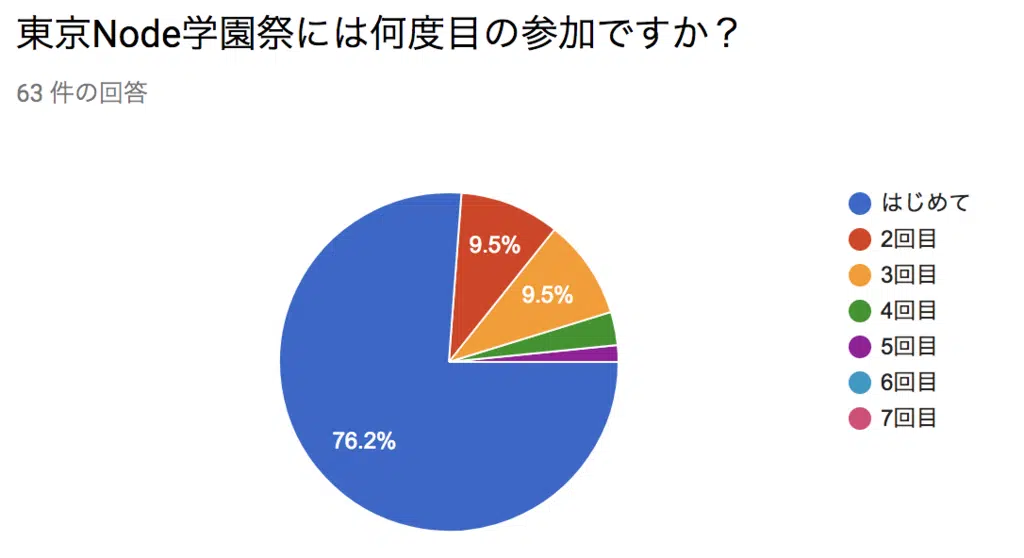 東京Node学園祭には何度目の参加ですか？
63 件の回答
はじめて
2回目
3回目
4回目
5回目
6回目
7回目
9.5%
9.5%
76.2%